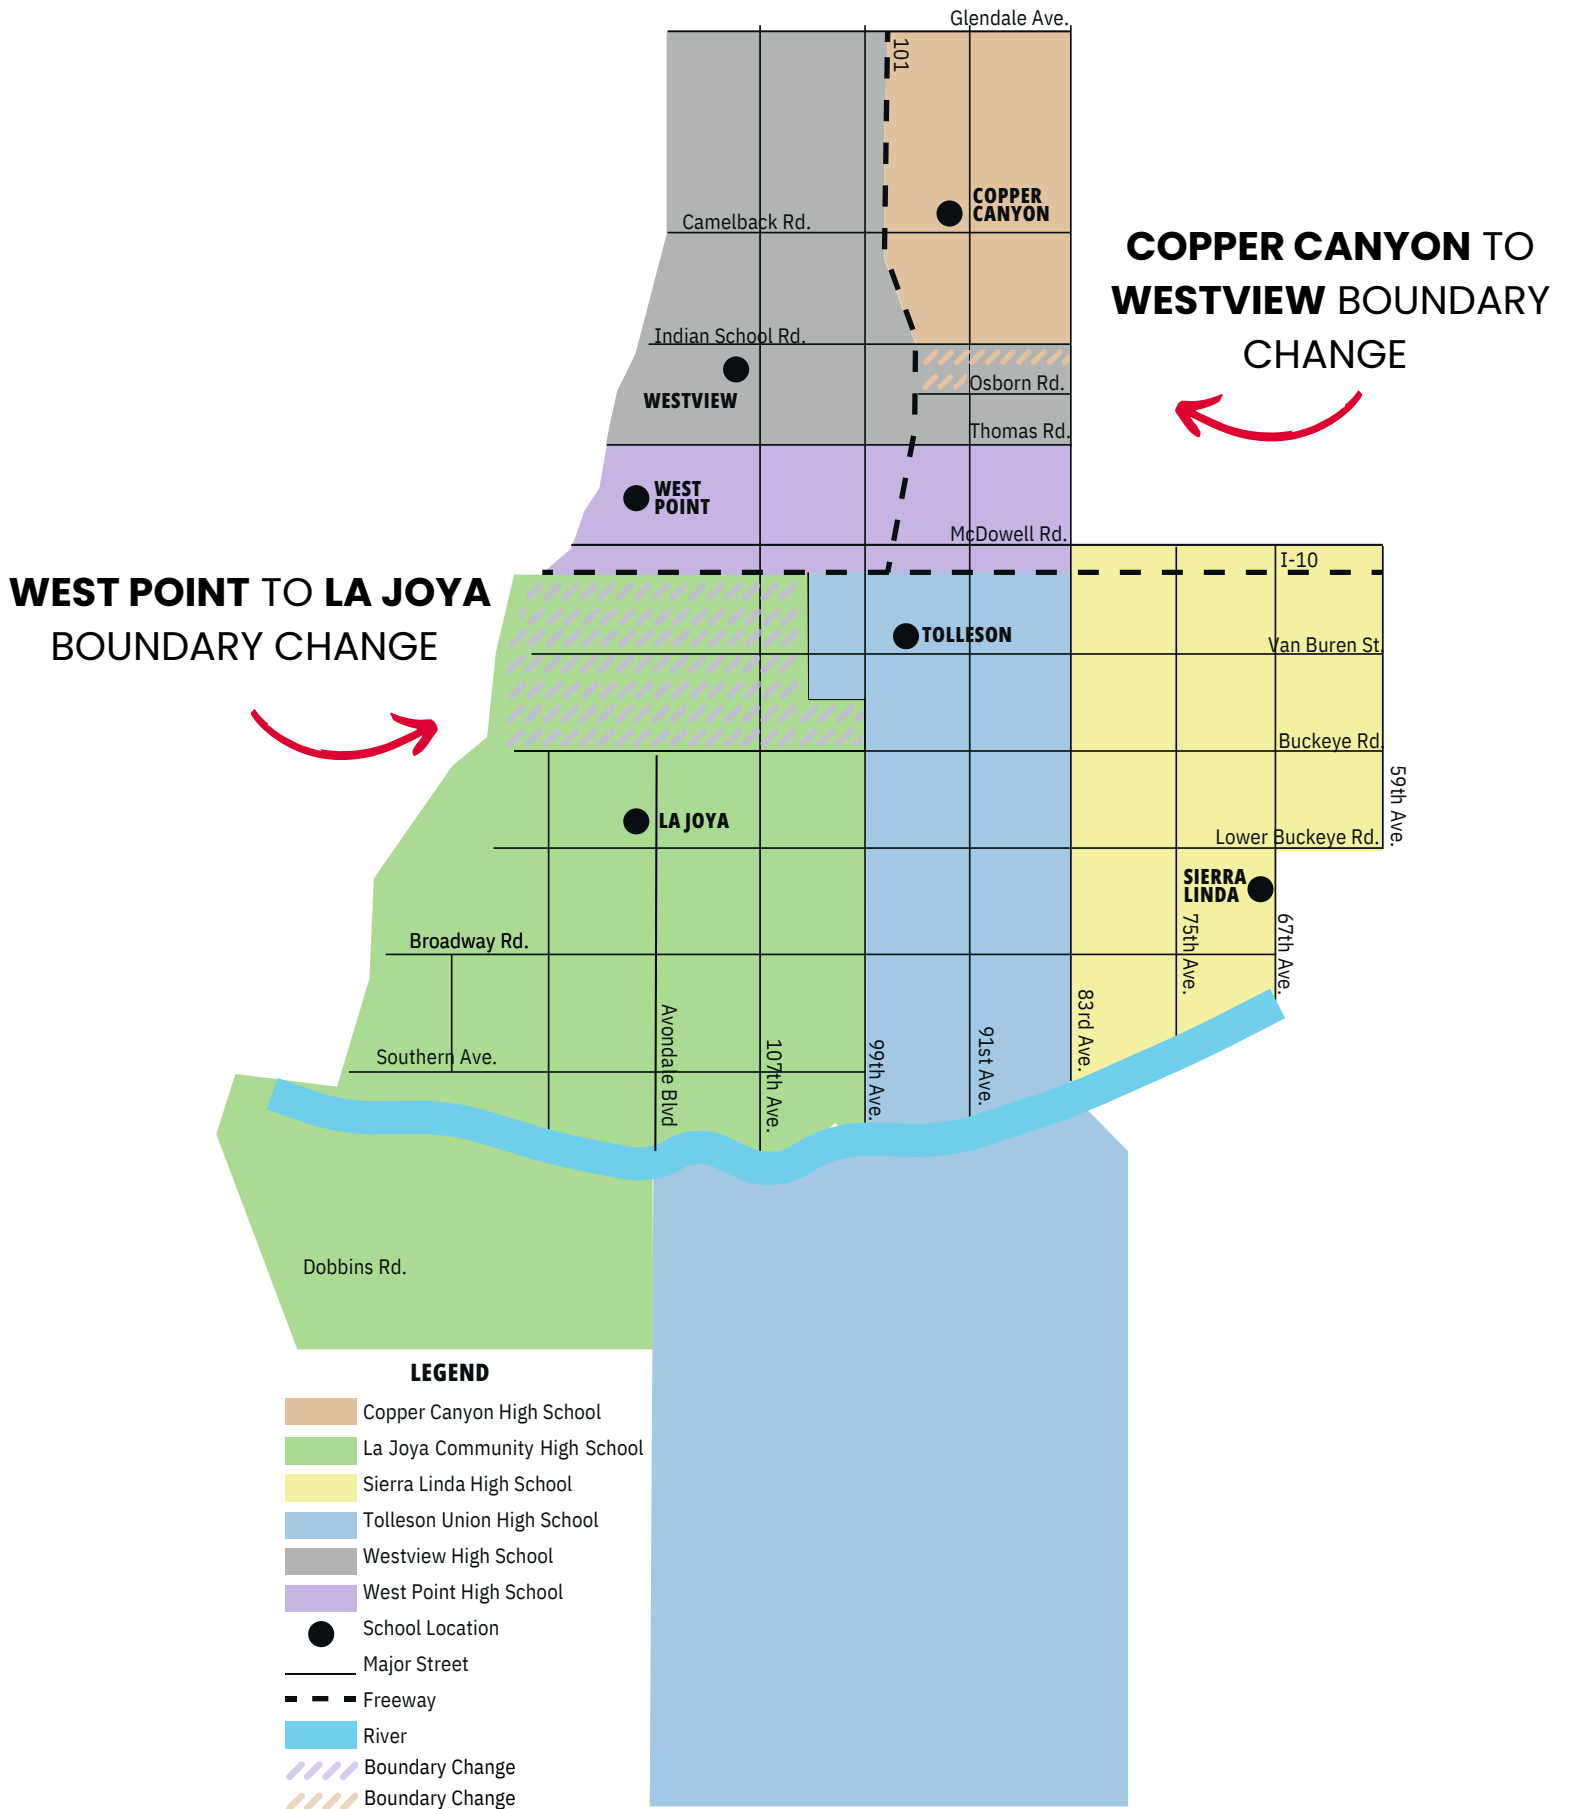 Glendale Ave.
101
COPPER
CANYON
Camelback Rd.
COPPER CANYON TO
WESTVIEW BOUNDARY
CHANGE
Indian School Rd.
WESTVIEW
Osborn Rd.
Thomas Rd.
WEST
POINT
McDowell Rd.
I-10
WEST POINT TO LA JOYA
BOUNDARY CHANGE
TOLLESON
Van Buren St.
Buckeye Rd.
59th Ave.
LA JOYA
Lower Buckeye Rd.
SIERRA
LINDA
75th Ave.
67th Ave.
Broadway Rd.
83rd Ave.
Avondale Blvd
107th Ave.
99th Ave.
91st Ave.
Southern Ave.
Dobbins Rd.
LEGEND
Copper Canyon High School
La Joya Community High School
Sierra Linda High School
Tolleson Union High School
Westview High School
West Point High School
School Location
Major Street
Freeway
River
Boundary Change
Boundary Change